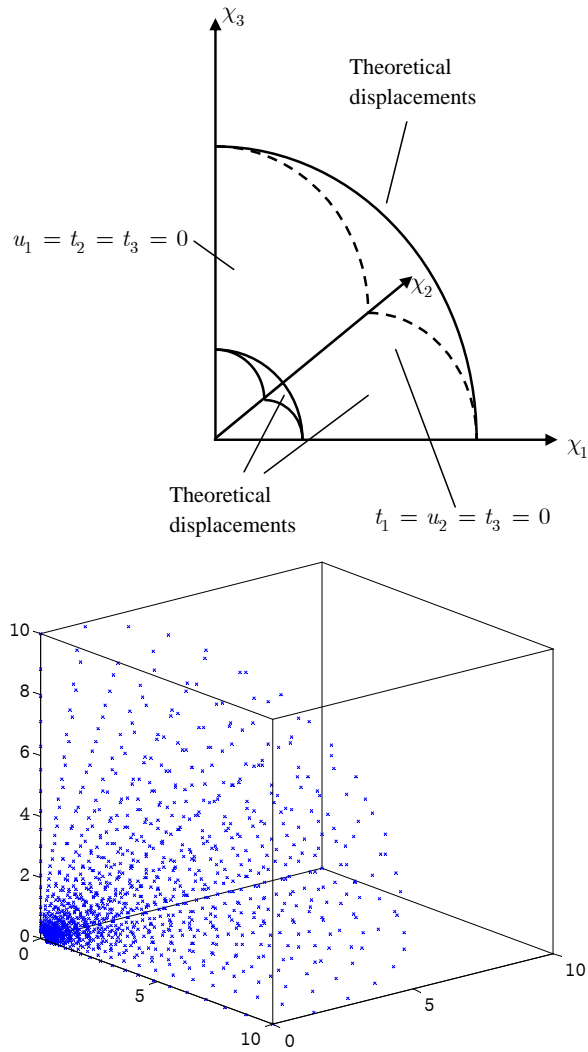 χ₃
Theoretical
displacements
u₁ = t₂ = t₃ = 0
χ₂
χ₁
Theoretical
displacements
t₁ = u₂ = t₃ = 0
10
8
6
4
2
0
0
5
10
0
5
10